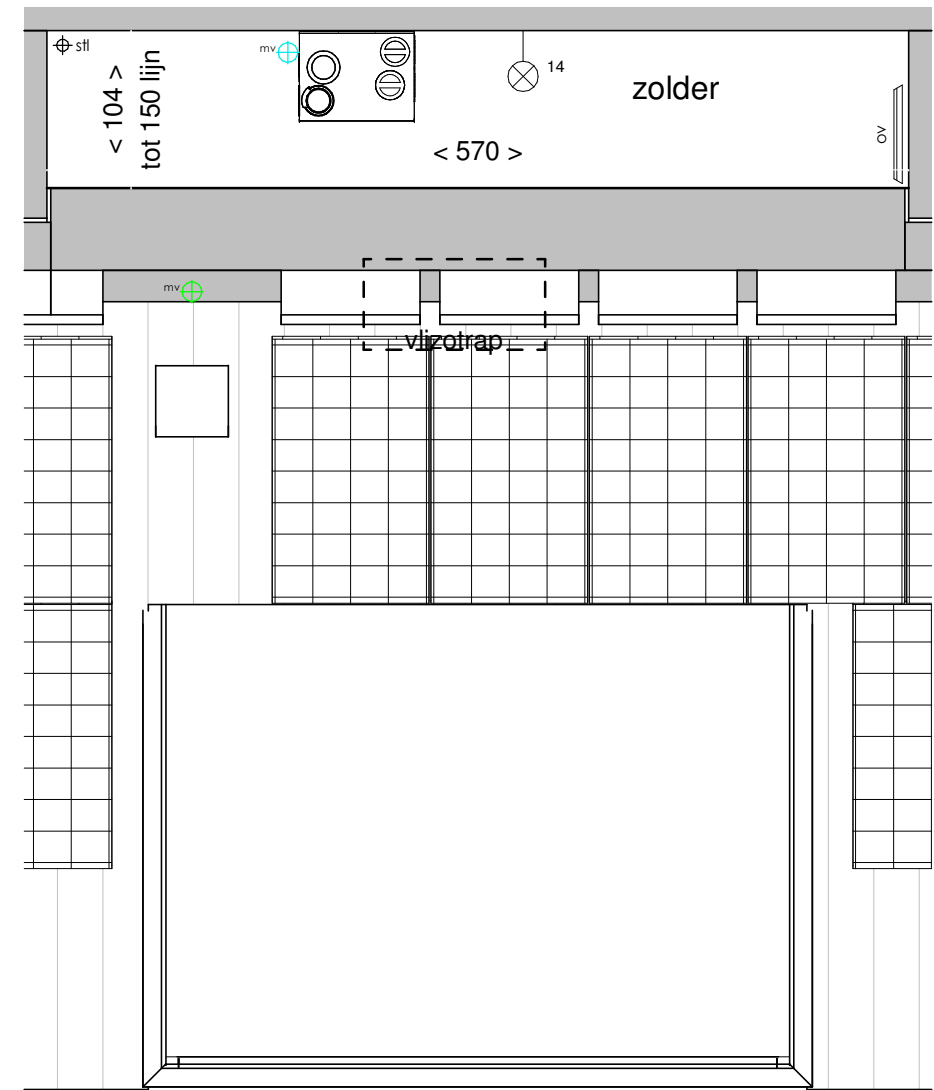 stl
mv
14
zolder
< 104 >
tot 150 lijn
< 570 >
ov
mv
vlizotrap